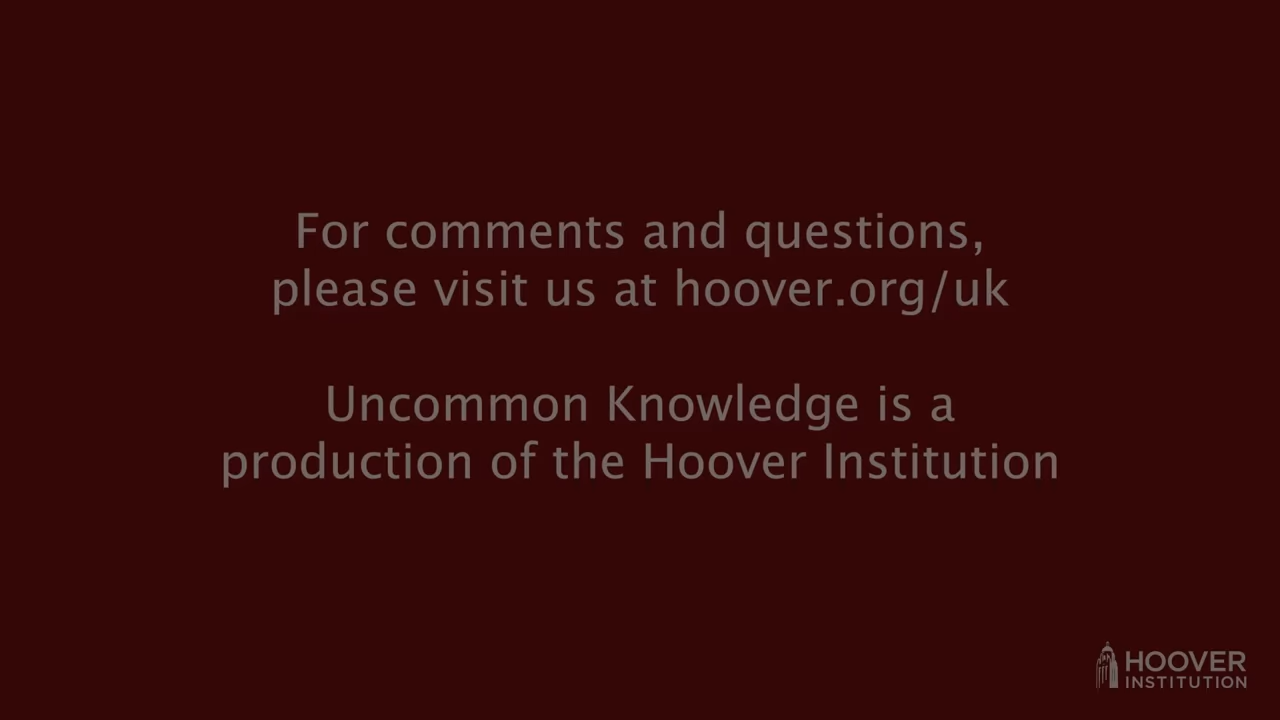 For comments and questions,
please visit us at hoover.org/uk
Uncommon Knowledge is a
production of the Hoover Institution
HOOVER
INSTITUTION